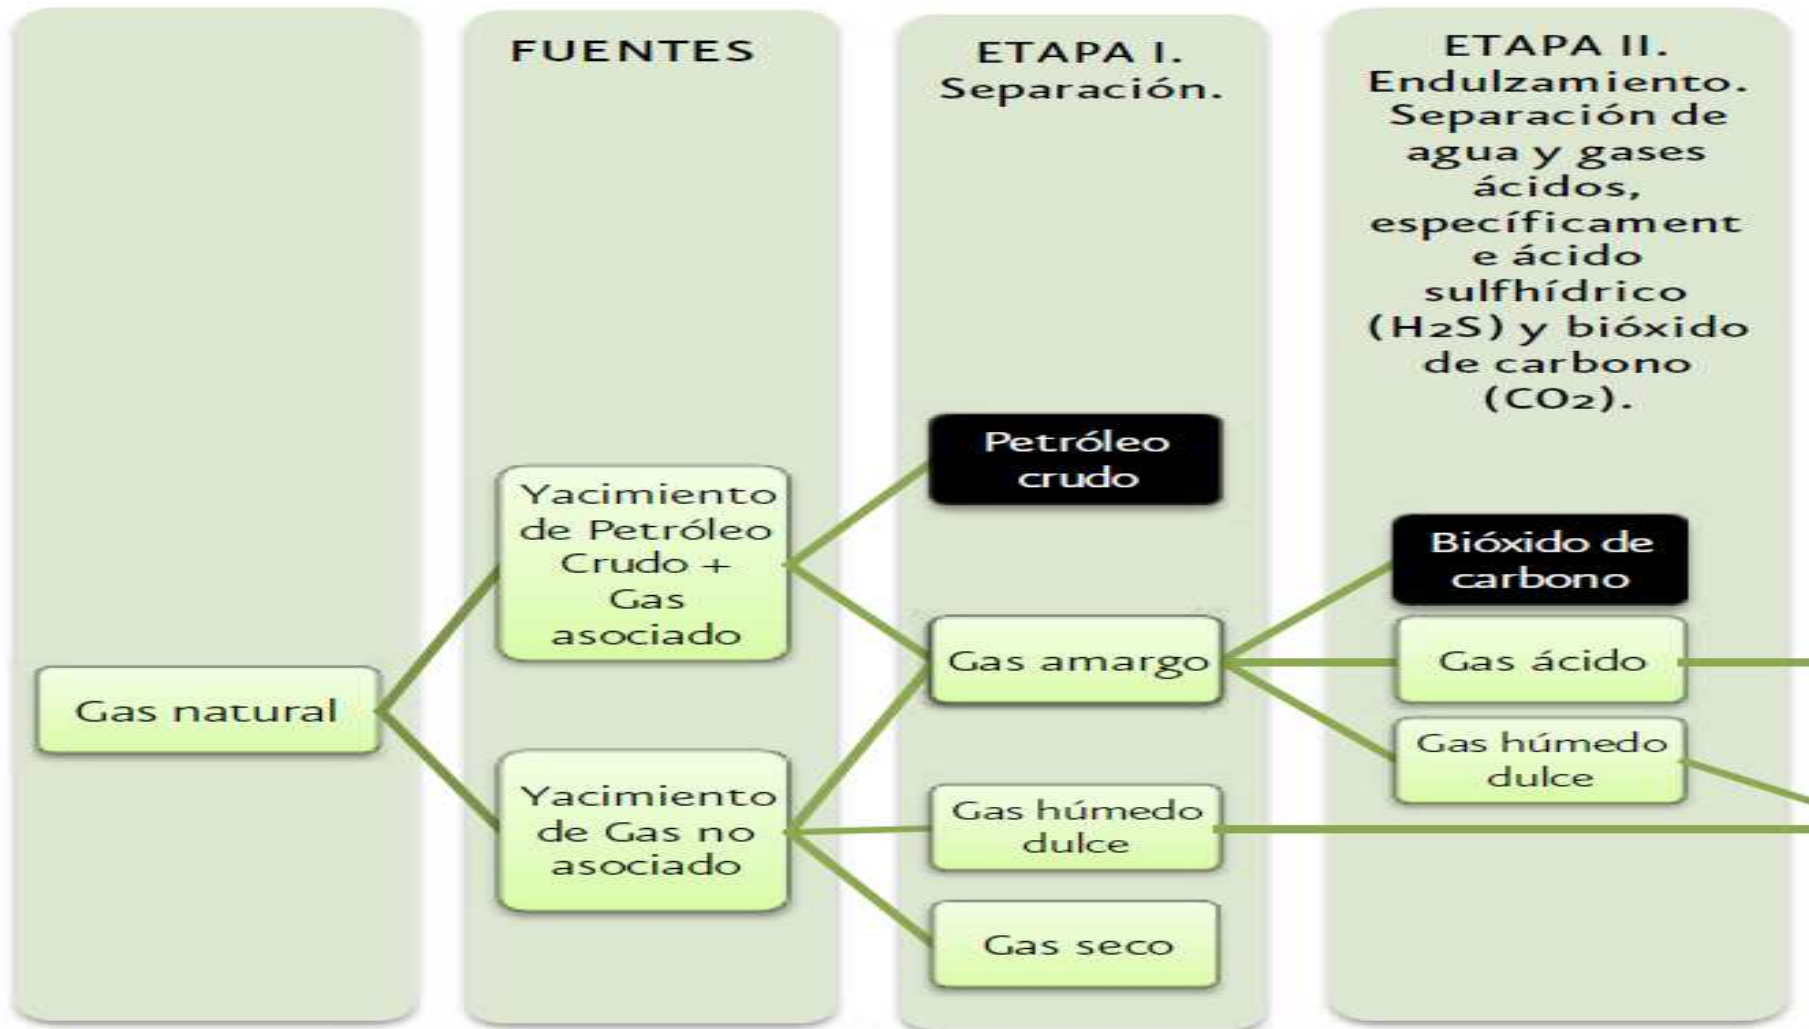 FUENTES
ETAPA I.
Separación.
ETAPA II.
Endulzamiento.
Separación de
agua y gases
ácidos,
específicament
e ácido
sulfhídrico
(H2S) y bióxido
de carbono
(CO2).
Gas natural
Yacimiento
de Petróleo
Crudo +
Gas
asociado
Yacimiento
de Gas no
asociado
Petróleo
crudo
Gas amargo
Gas húmedo
dulce
Gas seco
Bióxido de
carbono
Gas ácido
Gas húmedo
dulce